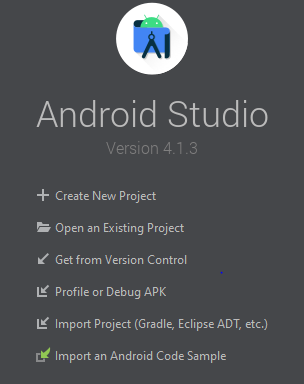 Android Studio
Version 4.1.3
Create New Project
Open an Existing Project
Get from Version Control
Profile or Debug APK
Import Project (Gradle, Eclipse ADT, etc.)
Import an Android Code Sample